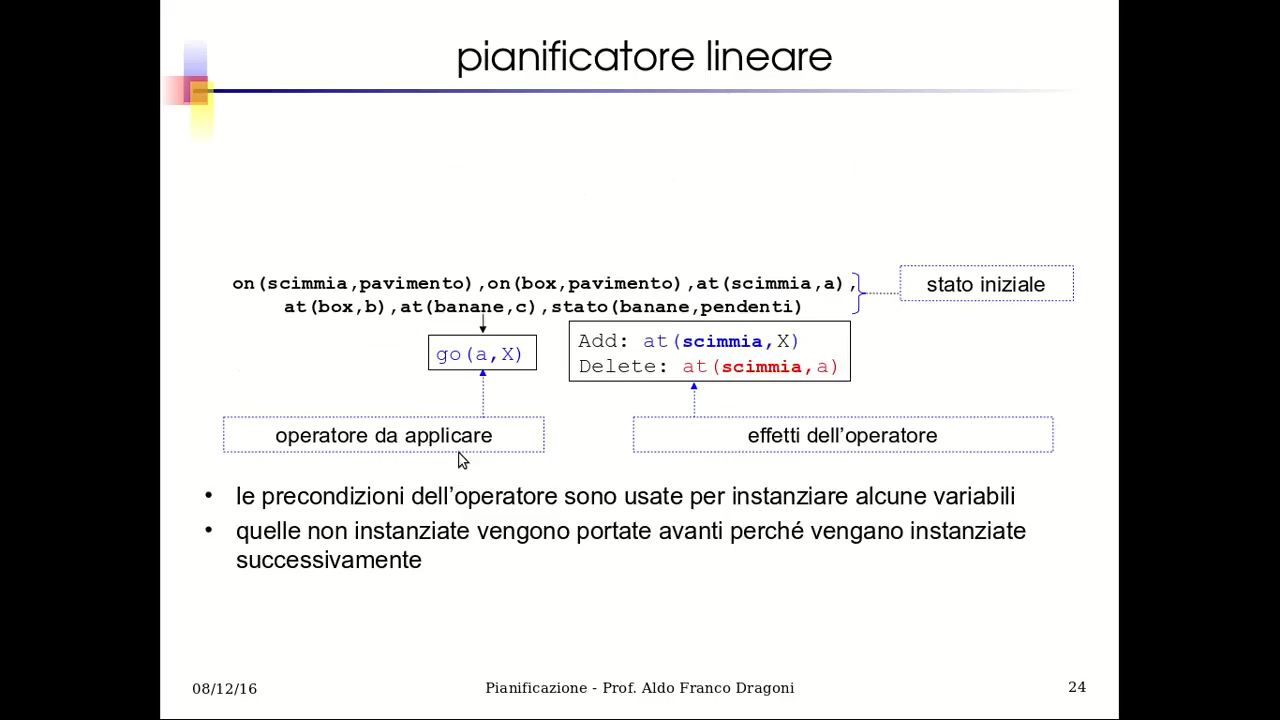 pianificatore lineare
on(scimmia,pavimento),on(box,pavimento),at(scimmia,a),
at(box,b),at(banane,c),stato(banane,pendenti)
stato iniziale
go(a,X)
Add: at(scimmia,X)
Delete: at(scimmia,a)
operatore da applicare
effetti dell’operatore
• le precondizioni dell’operatore sono usate per instanziare alcune variabili
• quelle non instanziate vengono portate avanti perché vengano instanziate
successivamente
08/12/16
Pianificazione - Prof. Aldo Franco Dragoni
24